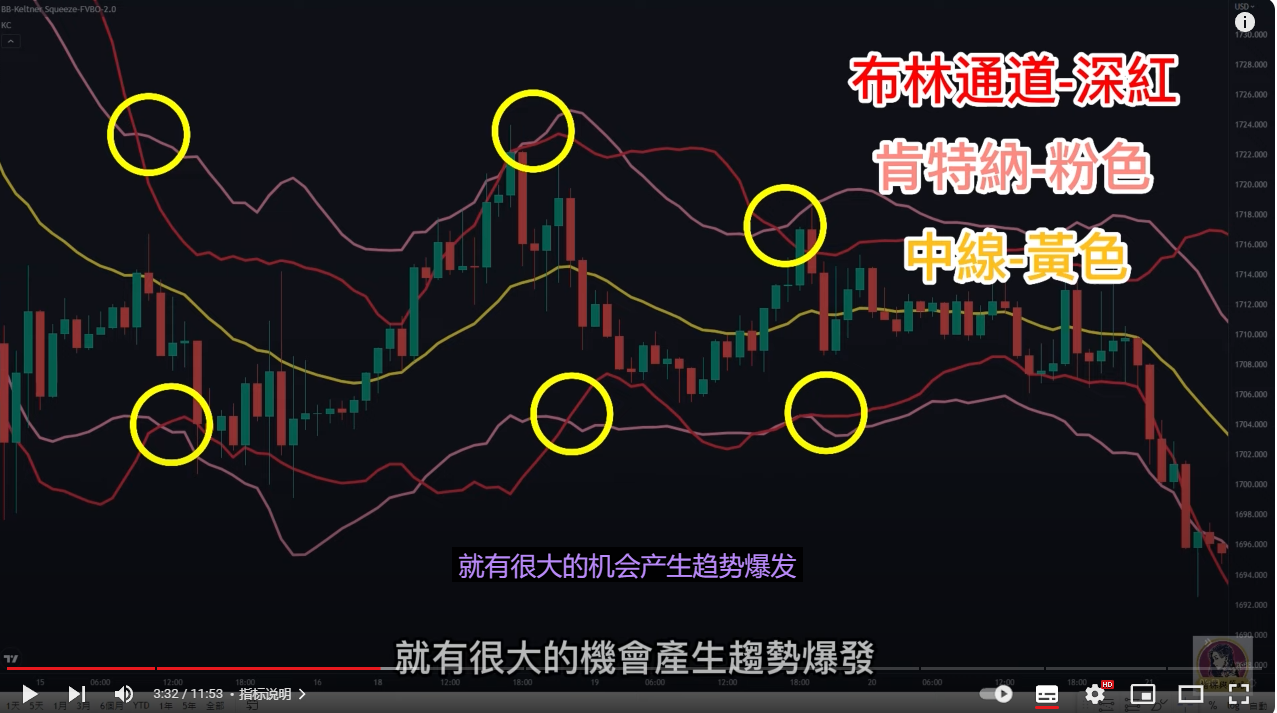 BB-Keltner_Squeeze-FVBO-2.0
KC
USD
1730.000
1728.000
1726.000
1724.000
1722.000
1720.000
1718.000
1716.000
1714.000
1712.000
1710.000
1708.000
1706.000
1704.000
1702.000
1700.000
1698.000
1696.000
1694.000
1692.000
1690.000
布林通道-深紅
肯特納-粉色
中線-黃色
就有很大的机会产生趋势爆发
就有很大的機會產生趨勢爆發
15 06:00 12:00 18:00 16 18 12:00 18:00 19 06:00 12:00 18:00 20 06:00 12:00 18:00 21
3:32 / 11:53 • 指标说明
HD
1天 5天 1月 3月 6個月 YTD 1年 5年 全部